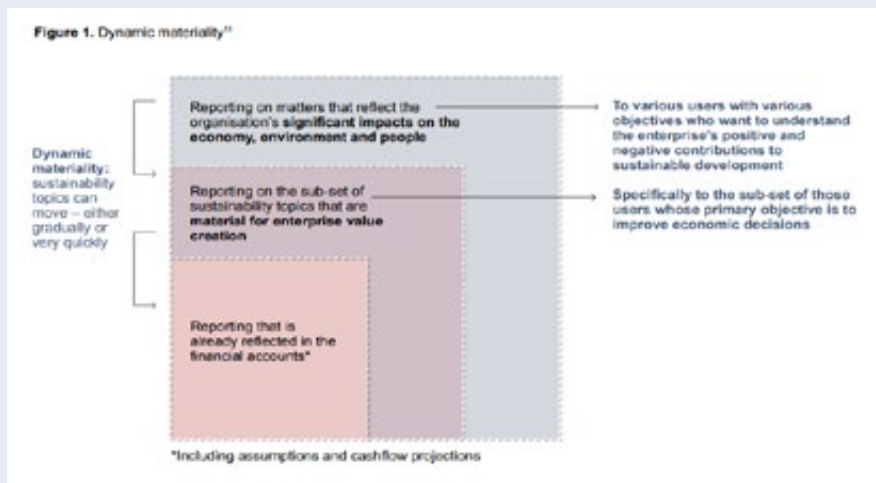 Figure 1. Dynamic materiality"
Reporting on matters that reflect the
organisation's significant impacts on the
economy, environment and people
To various users with various
objectives who want to understand
the enterprise's positive and
negative contributions to
sustainable development
Dynamic
materiality:
sustainability
topics can
move – either
gradually or
very quickly
Reporting on the sub-set of
sustainability topics that are
material for enterprise value
creation
Specifically to the sub-set of those
users whose primary objective is to
improve economic decisions
Reporting that is
already reflected in the
financial accounts*
*Including assumptions and cashflow projections